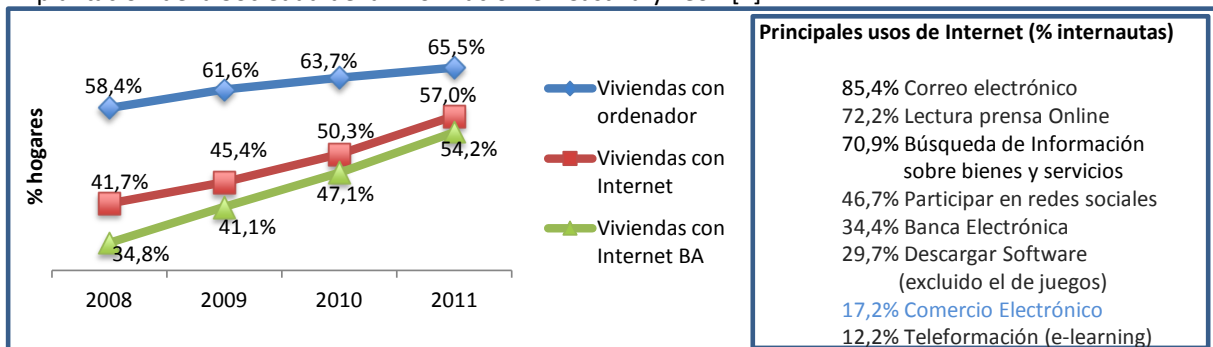 58,4%
61,6%
63,7%
65,5%
41,7%
45,4%
50,3%
57,0%
34,8%
41,1%
47,1%
54,2%
% hogares
2008
2009
2010
2011
Viviendas con
ordenador
Viviendas con
Internet
Viviendas con
Internet BA
Principales usos de Internet (% internautas)
85,4% Correo electrónico
72,2% Lectura prensa Online
70,9% Búsqueda de Información
sobre bienes y servicios
46,7% Participar en redes sociales
34,4% Banca Electrónica
29,7% Descargar Software
(excluido el de juegos)
17,2% Comercio Electrónico
12,2% Teleformación (e-learning)